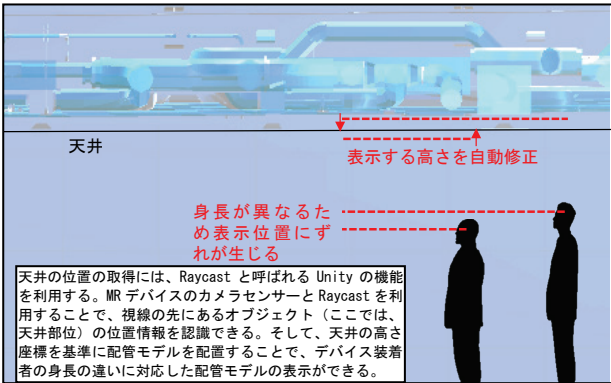 天井
表示する高さを自動修正
身長が異なるた
め表示位置にず
れが生じる
天井の位置の取得には、Raycast と呼ばれる Unity の機能
を利用する。MR デバイスのカメラセンサーと Raycast を利
用することで、視線の先にあるオブジェクト（ここでは、
天井部位）の位置情報を認識できる。そして、天井の高さ
座標を基準に配管モデルを配置することで、デバイス装着
者の身長の違いに対応した配管モデルの表示ができる。